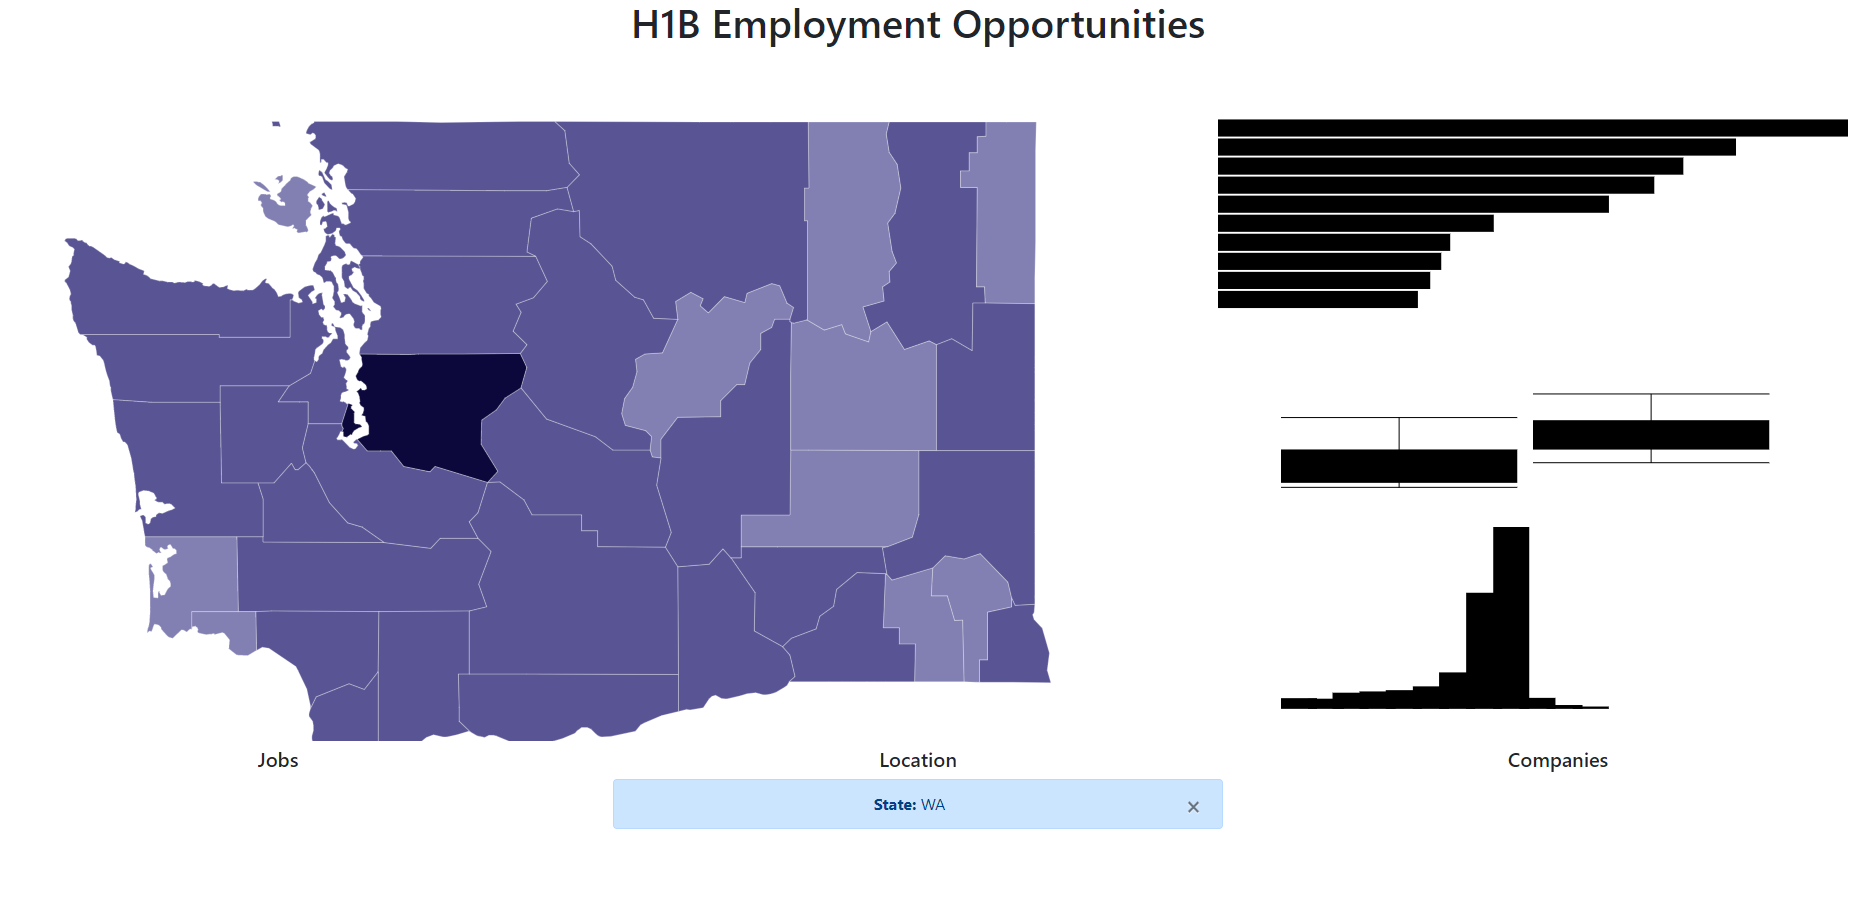 H1B Employment Opportunities
Jobs
Location
Companies
State: WA ×